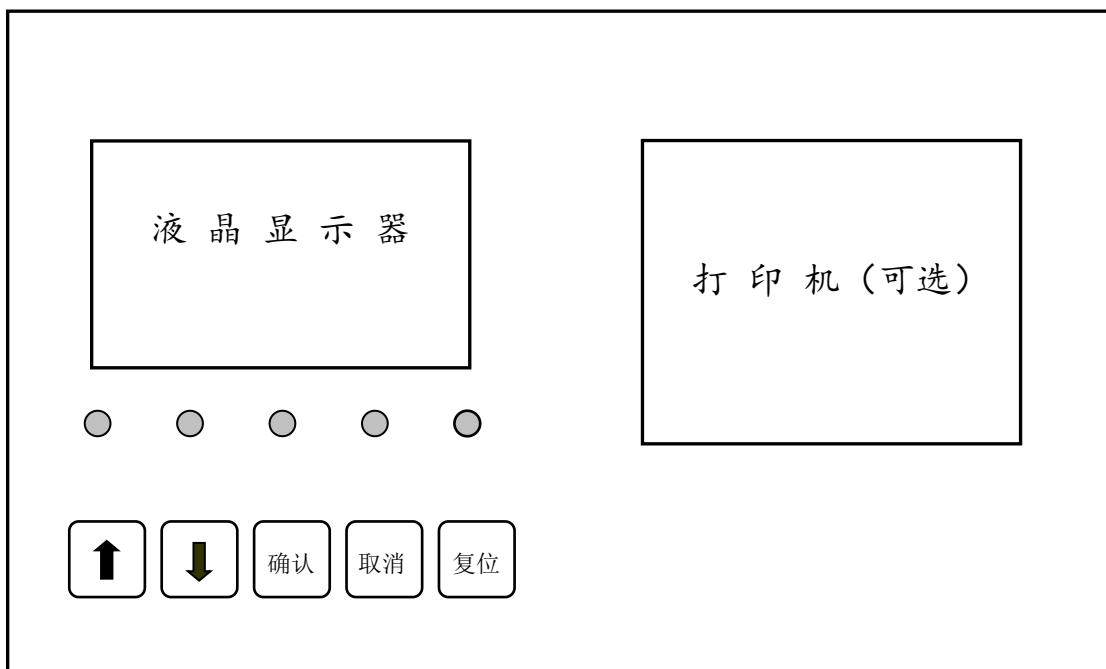 液晶显示器
打印机（可选）
确认 取消 复位